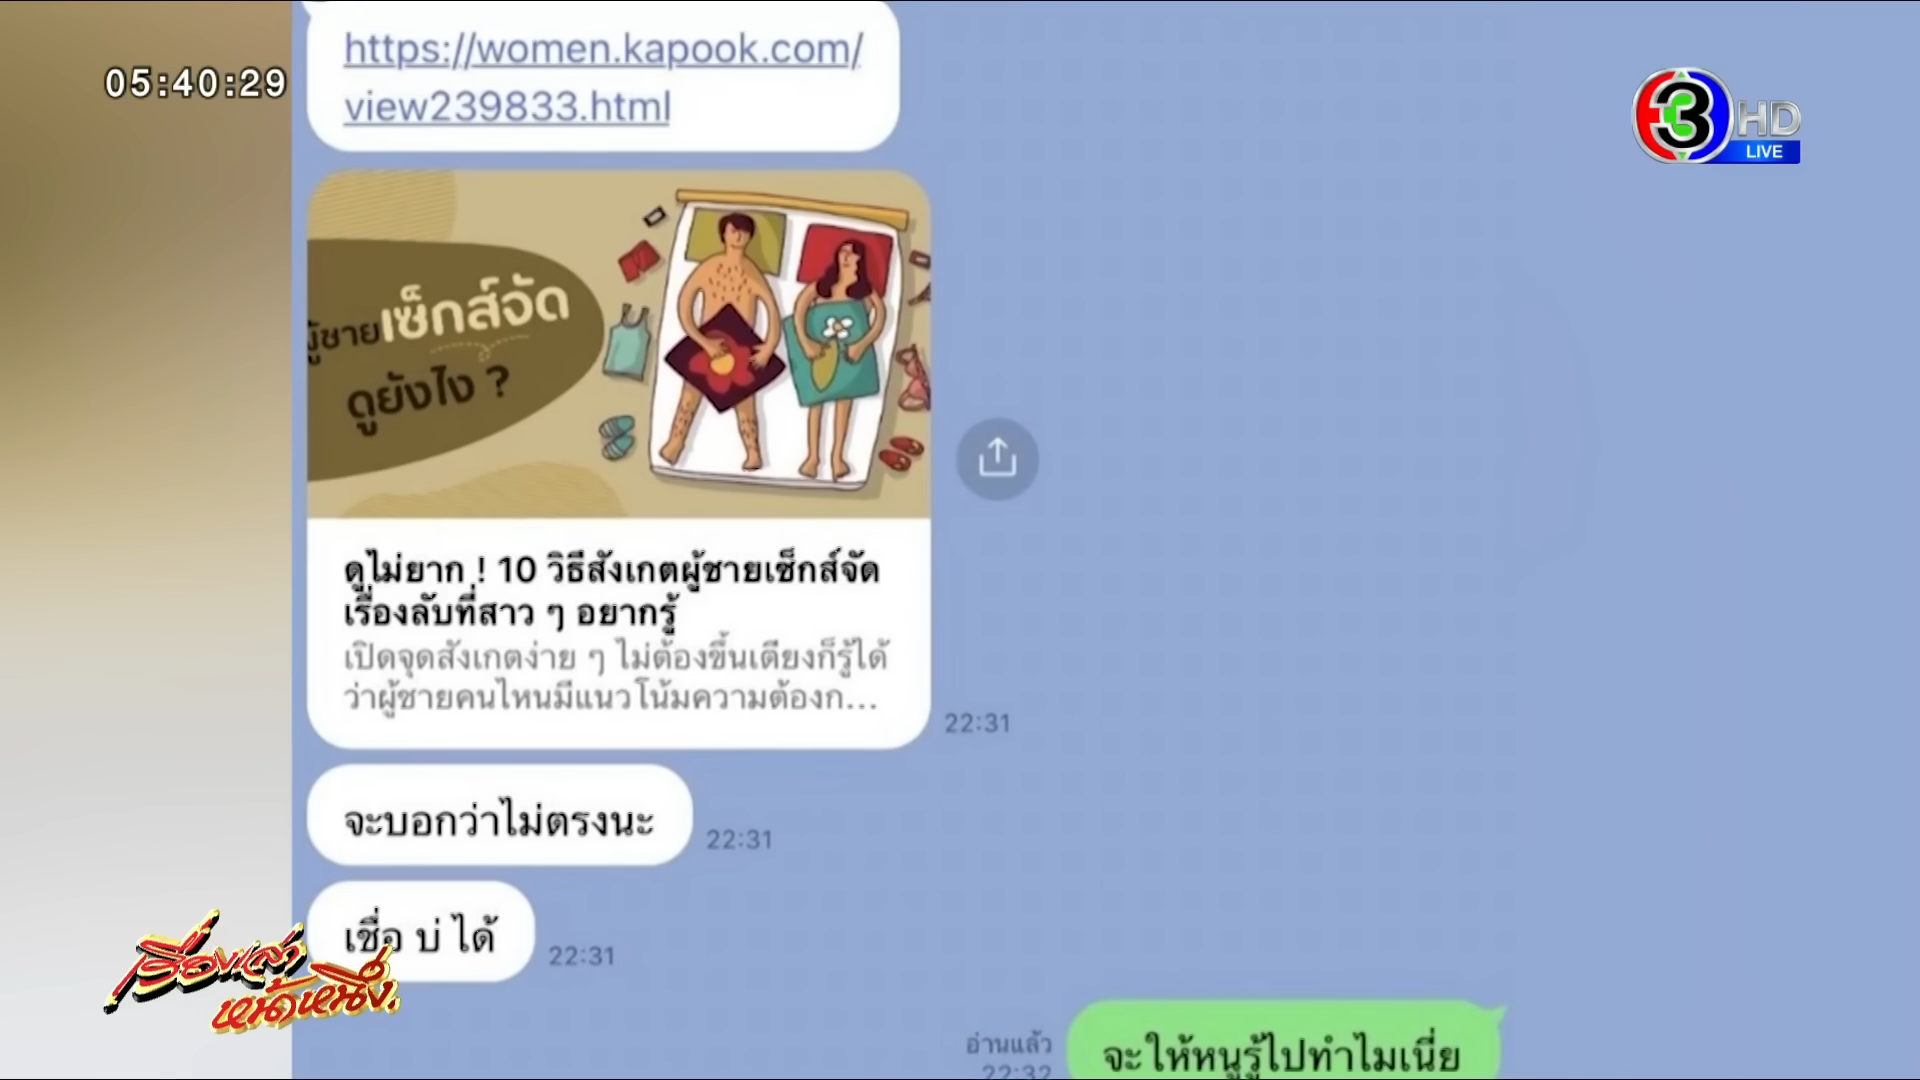 05:40:29
https://women.kapook.com/
view239833.html
3 HD
LIVE
ผู้ชายเซ็กส์จัด
ดูยังไง ?
ดูไม่ยาก ! 10 วิธีสังเกตผู้ชายเซ็กส์จัด
เรื่องลับที่สาว ๆ อยากรู้
เปิดจุดสังเกตง่าย ๆ ไม่ต้องขึ้นเตียงก็รู้ได้
ว่าผู้ชายคนไหนมีแนวโน้มความต้องก...
22:31
จะบอกว่าไม่ตรงนะ
22:31
เชื่อ บ่ ได้
22:31
เรื่องเล่า
หน้าหนึ่ง
อ่านแล้ว
22:32
จะให้หนูรู้ไปทำไมเนี่ย